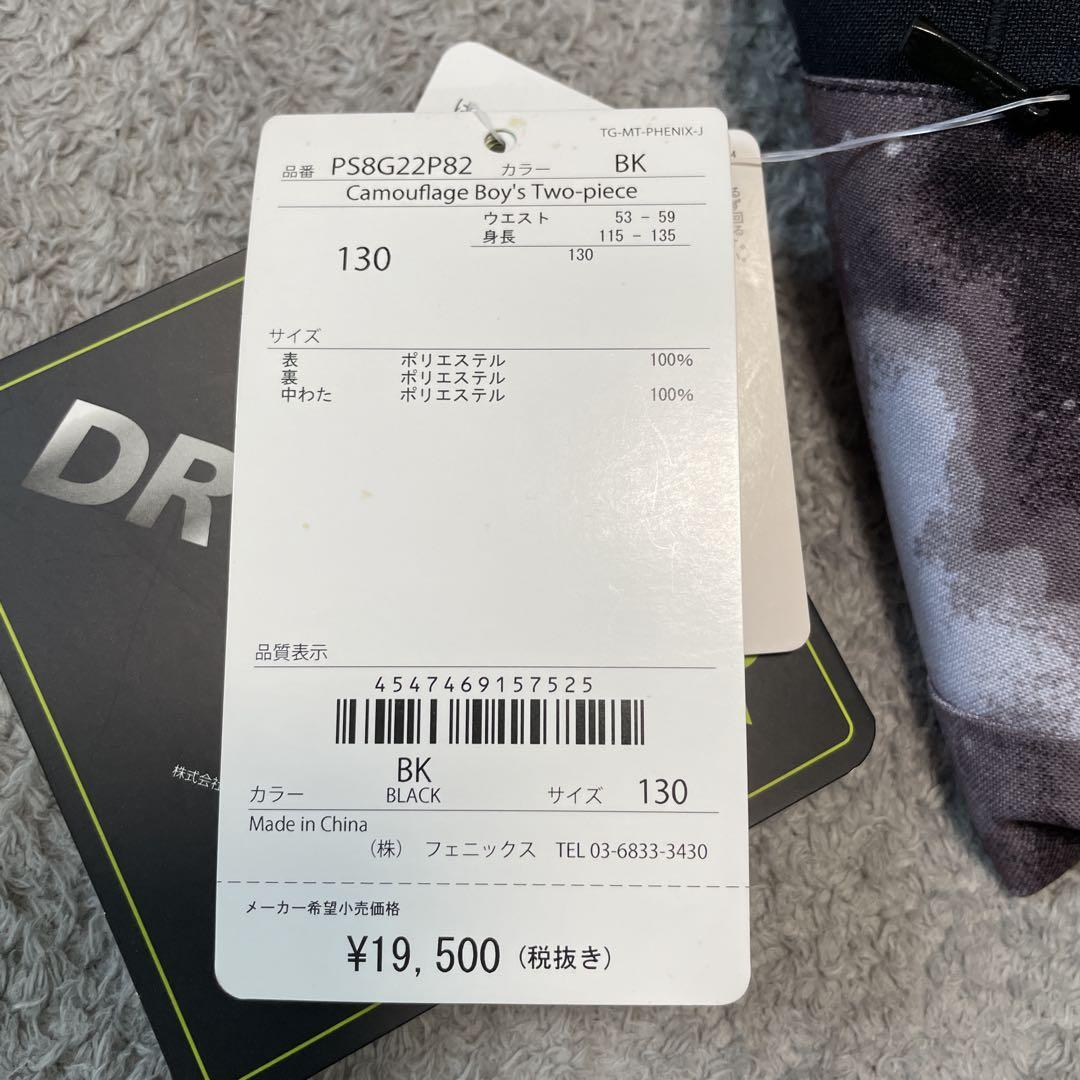 TG-MT-PHENIX-J
品番 PS8G22P82 カラー BK
Camouflage Boy's Two-piece
ウエスト 53 - 59
身長 115 - 135
130 130
サイズ
表 ポリエステル 100%
裏 ポリエステル
中わた ポリエステル 100%
品質表示
4547469157525
BK
カラー BLACK サイズ 130
Made in China
(株) フェニックス TEL 03-6833-3430
メーカー希望小売価格
¥19,500 (税抜き)
DR
株式会社